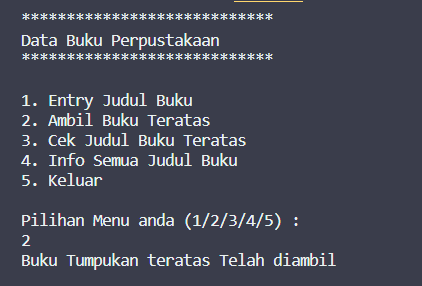 ****************************
Data Buku Perpustakaan
****************************
1. Entry Judul Buku
2. Ambil Buku Teratas
3. Cek Judul Buku Teratas
4. Info Semua Judul Buku
5. Keluar
Pilihan Menu anda (1/2/3/4/5) :
2
Buku Tumpukan teratas Telah diambil